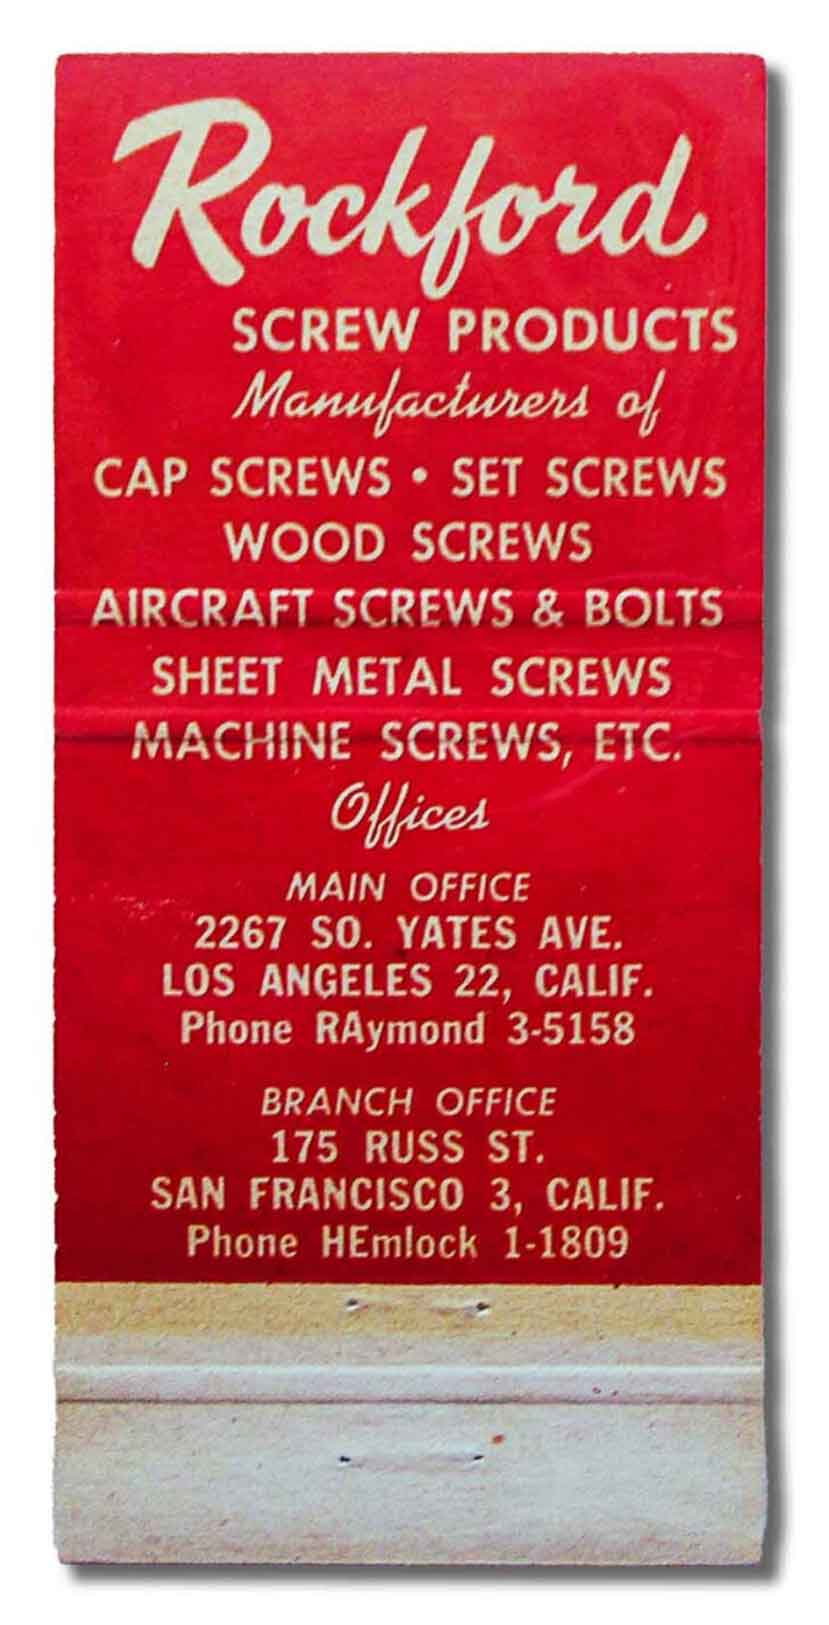 Rockford
SCREW PRODUCTS
Manufacturers of
CAP SCREWS • SET SCREWS
WOOD SCREWS
AIRCRAFT SCREWS & BOLTS
SHEET METAL SCREWS
MACHINE SCREWS, ETC.
Offices
MAIN OFFICE
2267 SO. YATES AVE.
LOS ANGELES 22, CALIF.
Phone RAymond 3-5158
BRANCH OFFICE
175 RUSS ST.
SAN FRANCISCO 3, CALIF.
Phone HEmlock 1-1809